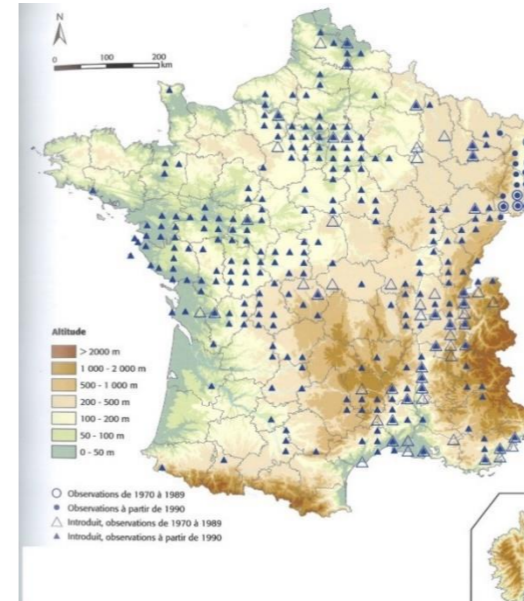 N
0 100 200
km
Altitude
> 2000 m
1 000 - 2 000 m
500 - 1 000 m
200 - 500 m
100 - 200 m
50 - 100 m
0 - 50 m
Observations de 1970 à 1989
Observations à partir de 1990
Introduit, observations de 1970 à 1989
Introduit, observations à partir de 1990